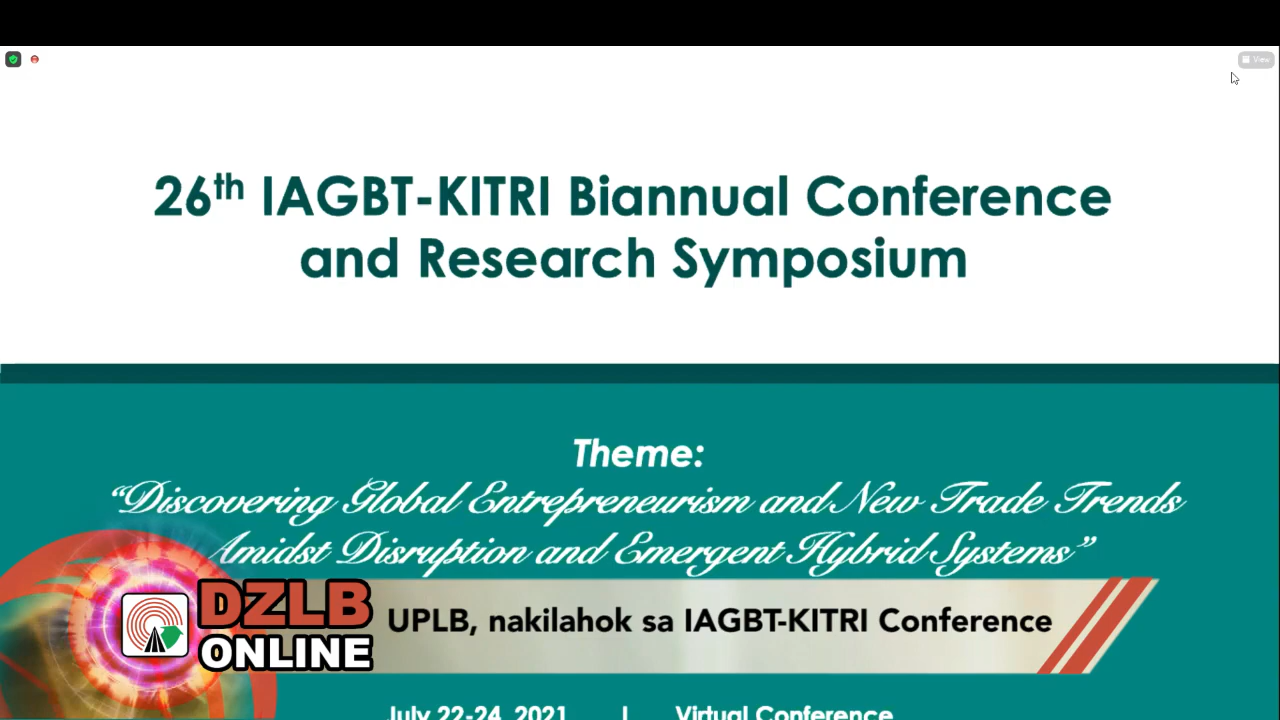 View
26th IAGBT-KITRI Biannual Conference
and Research Symposium
Theme:
“Discovering Global Entrepreneurism and New Trade Trends
Amidst Disruption and Emergent Hybrid Systems”
DZLB
ONLINE
UPLB, nakilahok sa IAGBT-KITRI Conference
July 22-24, 2021 | Virtual Conference